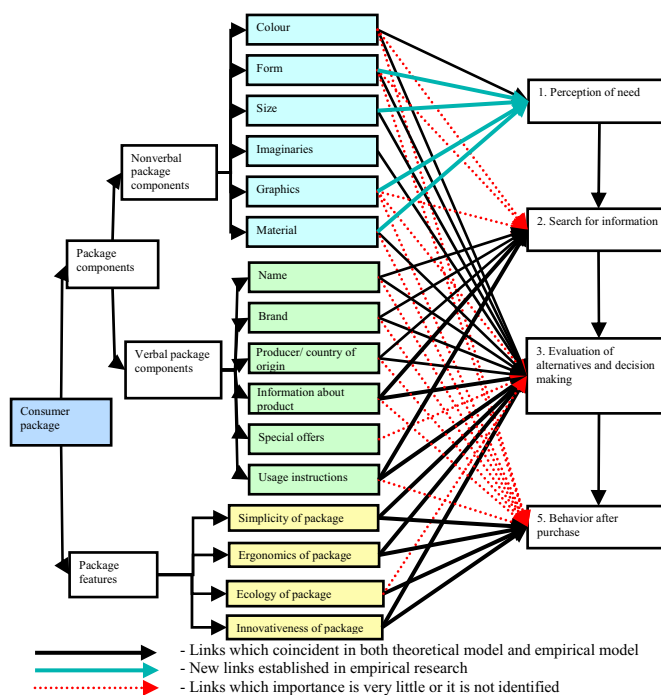 Colour
Form
Size
Imaginaries
Graphics
Material
Nonverbal
package
components
Package
components
Verbal package
components
Consumer
package
Package
features
Name
Brand
Producer/ country of
origin
Information about
product
Special offers
Usage instructions
Simplicity of package
Ergonomics of package
Ecology of package
Innovativeness of package
1. Perception of need
2. Search for information
3. Evaluation of
alternatives and decision
making
5. Behavior after
purchase
- Links which coincident in both theoretical model and empirical model
- New links established in empirical research
- Links which importance is very little or it is not identified